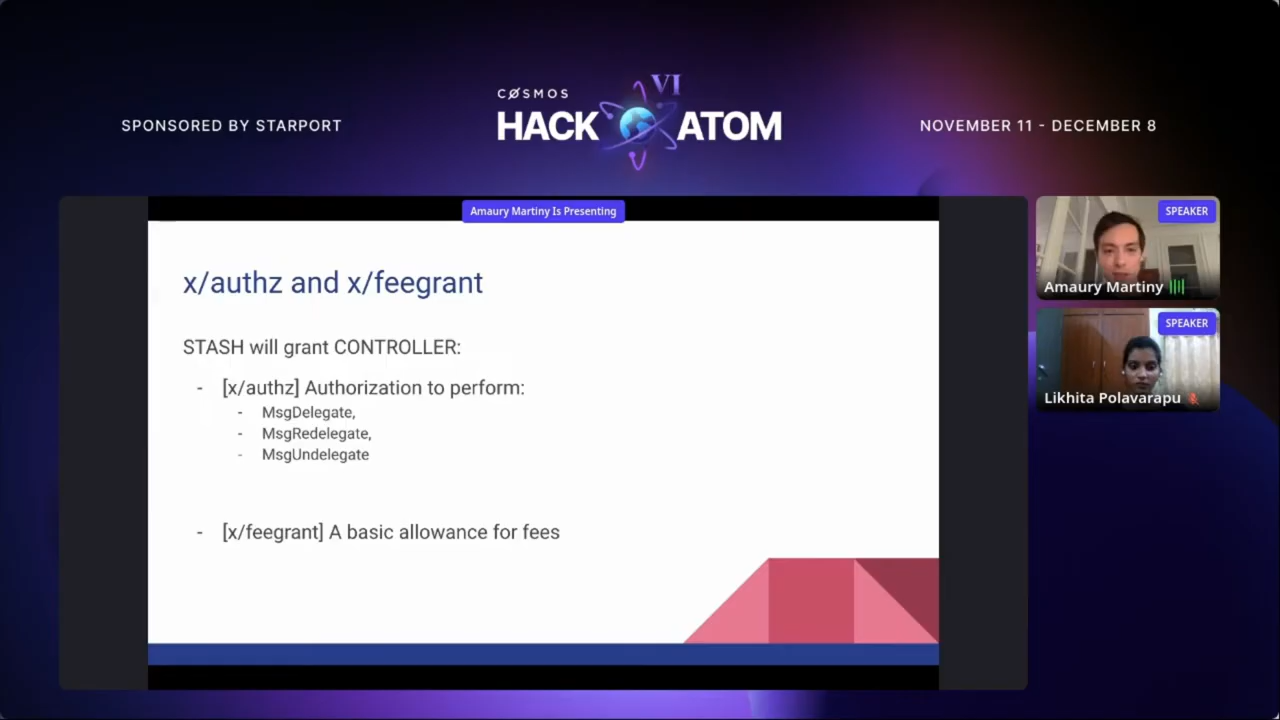 SPONSORED BY STARPORT
CØSMOS
HACK ATOM VI
NOVEMBER 11 - DECEMBER 8
Amaury Martiny Is Presenting
x/authz and x/feegrant
STASH will grant CONTROLLER:
- [x/authz] Authorization to perform:
- MsgDelegate,
- MsgRedelegate,
- MsgUndelegate
- [x/feegrant] A basic allowance for fees
SPEAKER
Amaury Martiny
SPEAKER
Likhita Polavarapu